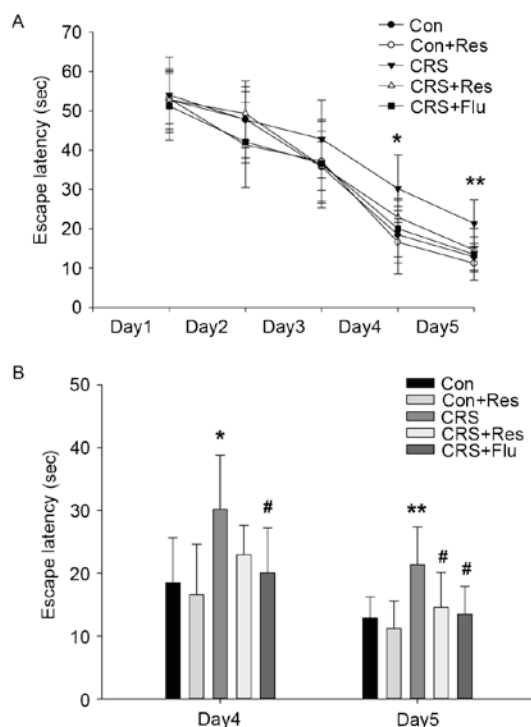 A
Con
Con+Res
CRS
CRS+Res
CRS+Flu
Escape latency (sec)
70
60
50
40
30
20
10
0
*
**
Day1 Day2 Day3 Day4 Day5
B
Con
Con+Res
CRS
CRS+Res
CRS+Flu
Escape latency (sec)
50
40
30
20
10
0
*
#
**
#
#
Day4 Day5